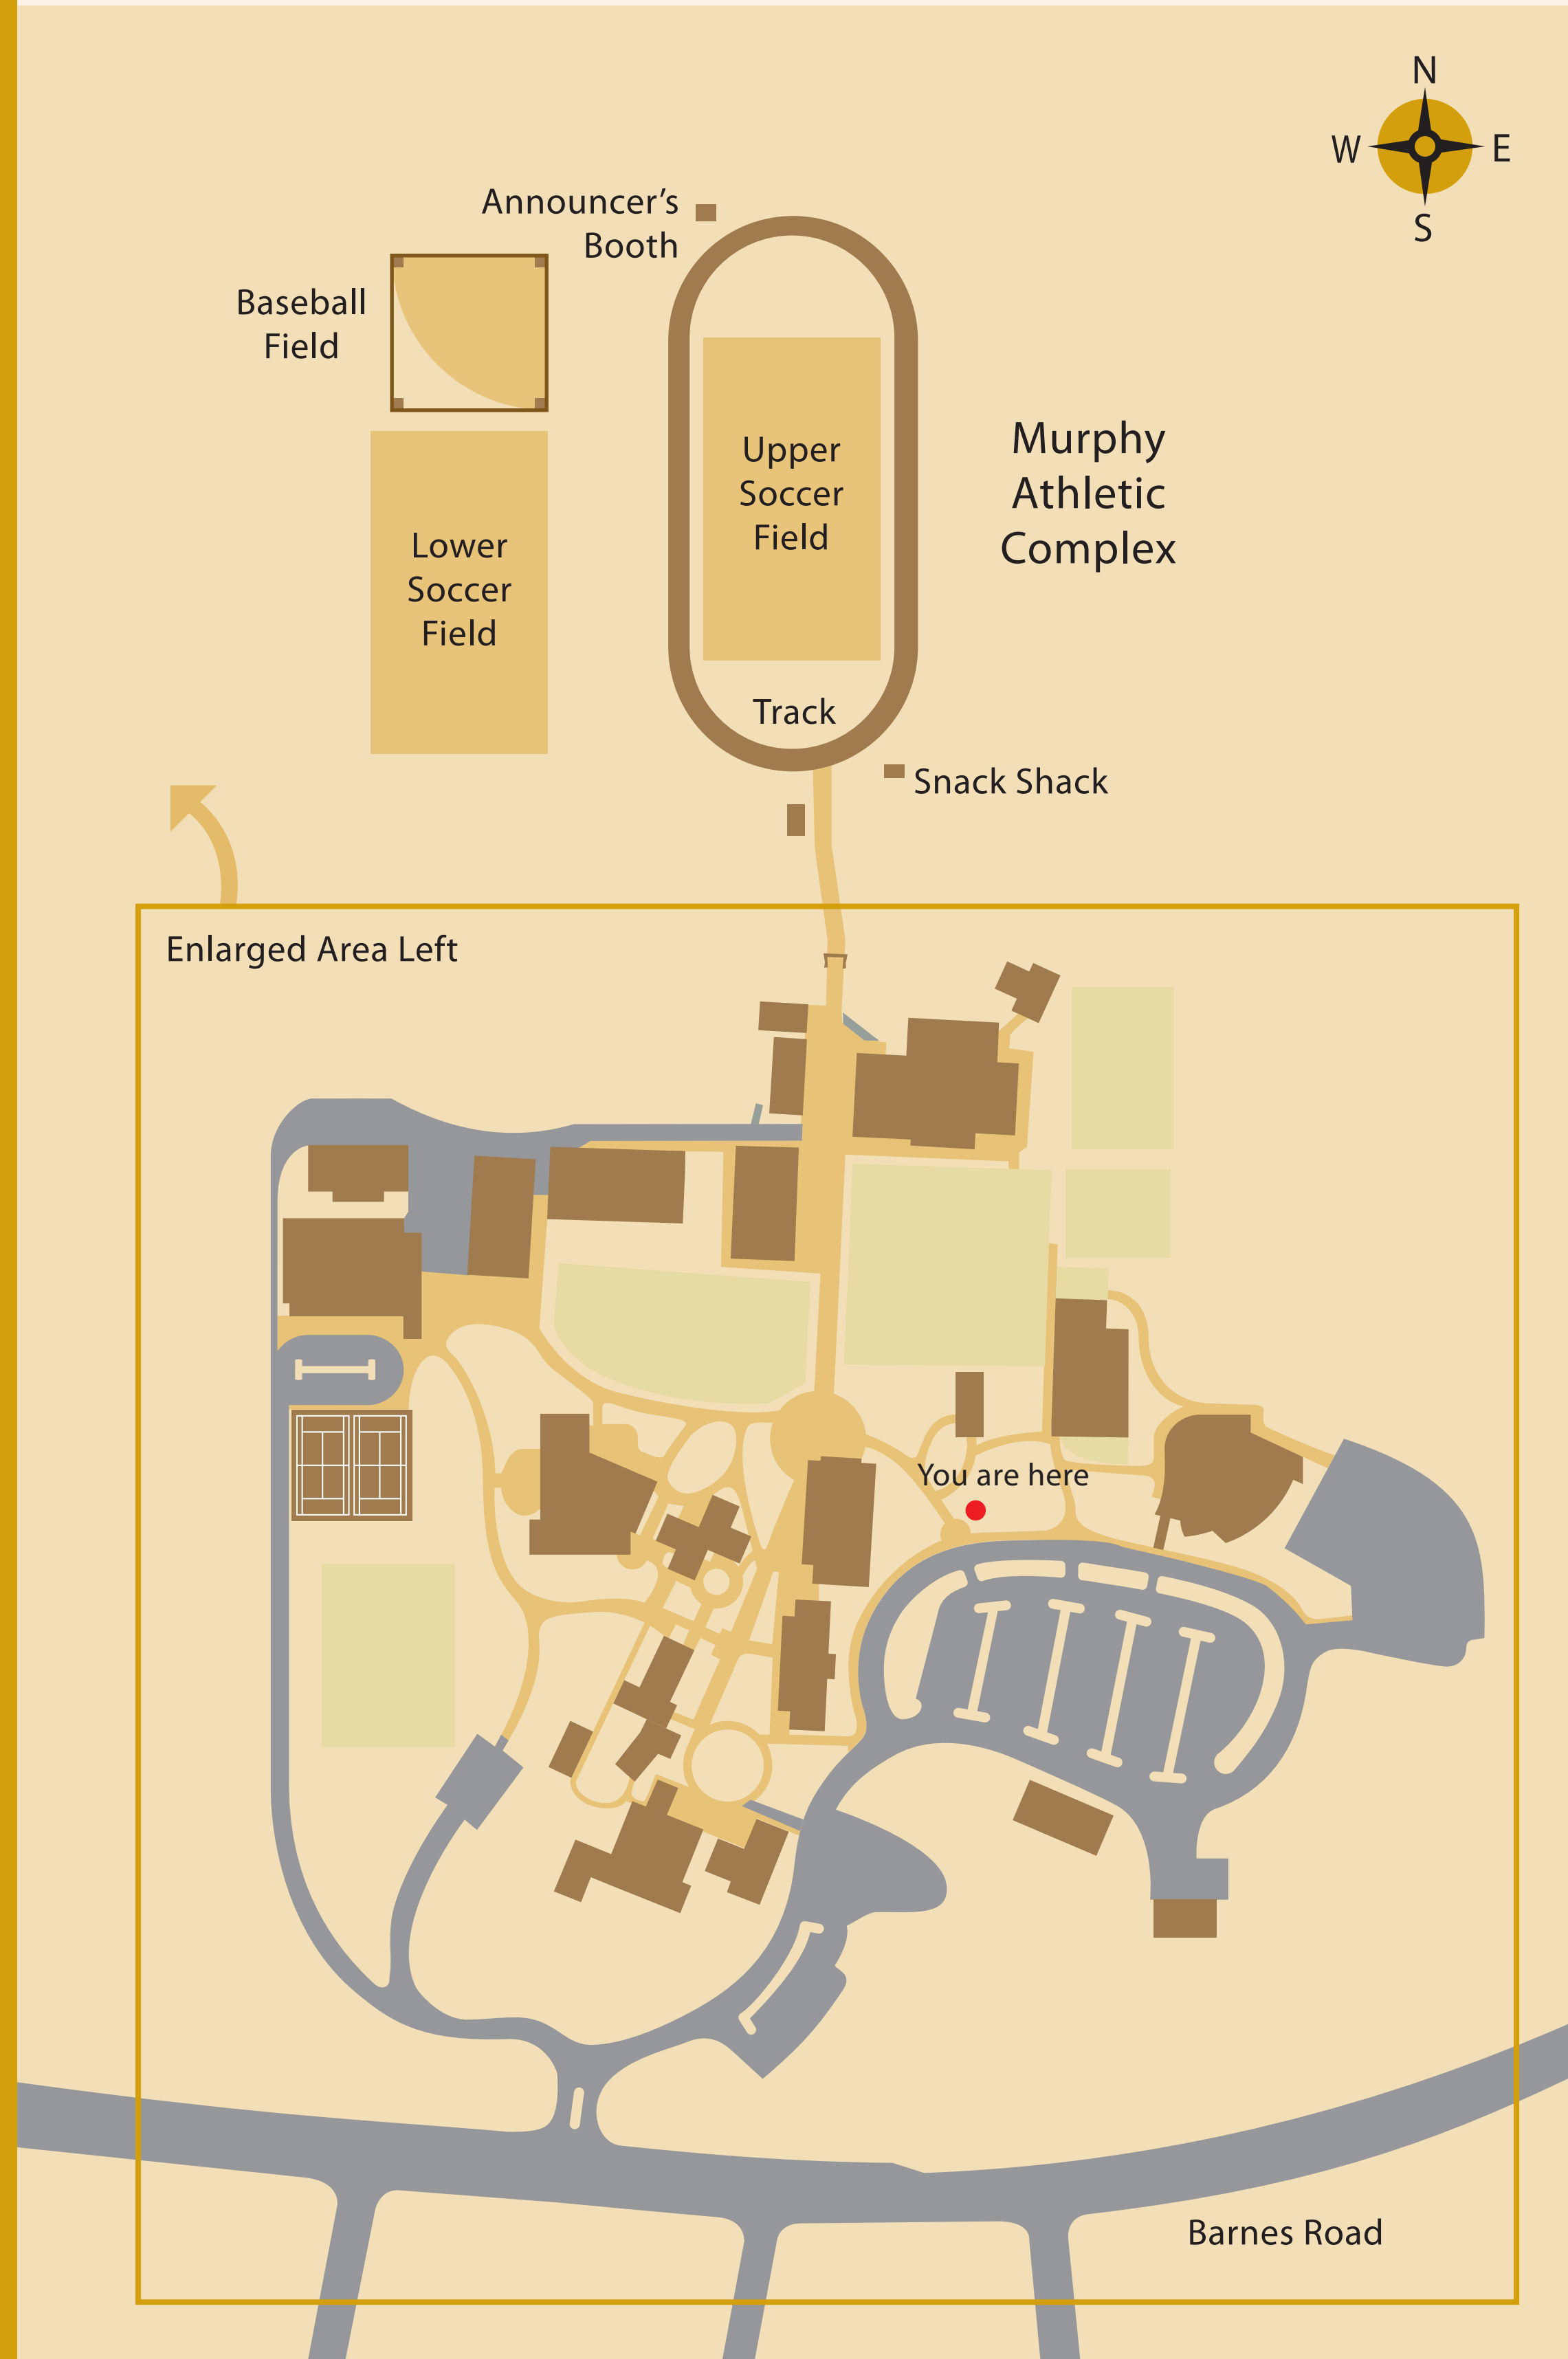 N
W
E
S
Announcer's
Booth
Baseball
Field
Upper
Soccer
Field
Murphy
Athletic
Complex
Lower
Soccer
Field
Track
Snack Shack
Enlarged Area Left
You are here
Barnes Road